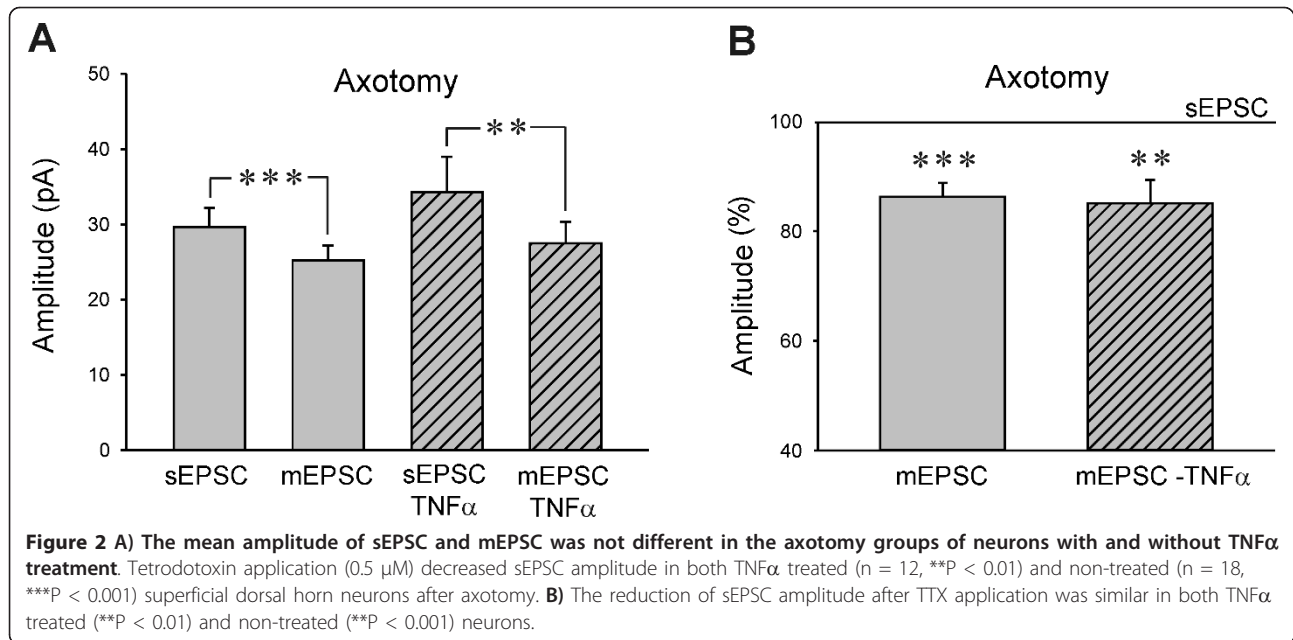 A
B
Axotomy
Axotomy
sEPSC
Amplitude (pA)
50
40
30
20
10
0
***
**
sEPSC
mEPSC
sEPSC
TNFα
mEPSC
TNFα
Amplitude (%)
100
80
60
40
***
**
mEPSC
mEPSC -TNFα
Figure 2 A) The mean amplitude of sEPSC and mEPSC was not different in the axotomy groups of neurons with and without TNFα
treatment. Tetrodotoxin application (0.5 μM) decreased sEPSC amplitude in both TNFα treated (n = 12, **P < 0.01) and non-treated (n = 18,
***P < 0.001) superficial dorsal horn neurons after axotomy. B) The reduction of sEPSC amplitude after TTX application was similar in both TNFα
treated (**P < 0.01) and non-treated (**P < 0.001) neurons.